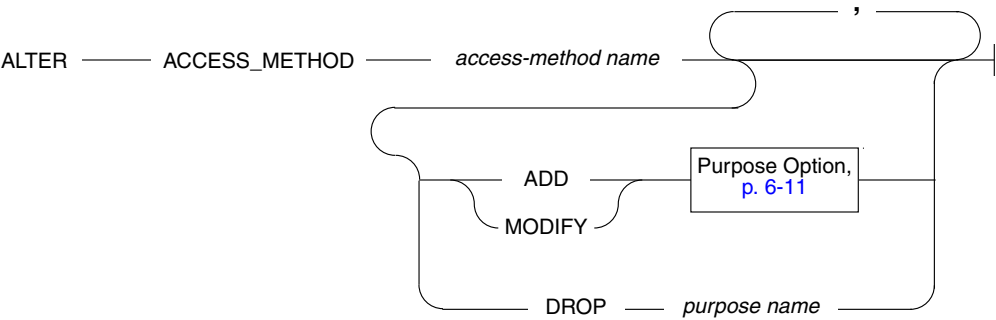 ,
ALTER ACCESS_METHOD access-method name
ADD
MODIFY
Purpose Option,
p. 6-11
DROP purpose name